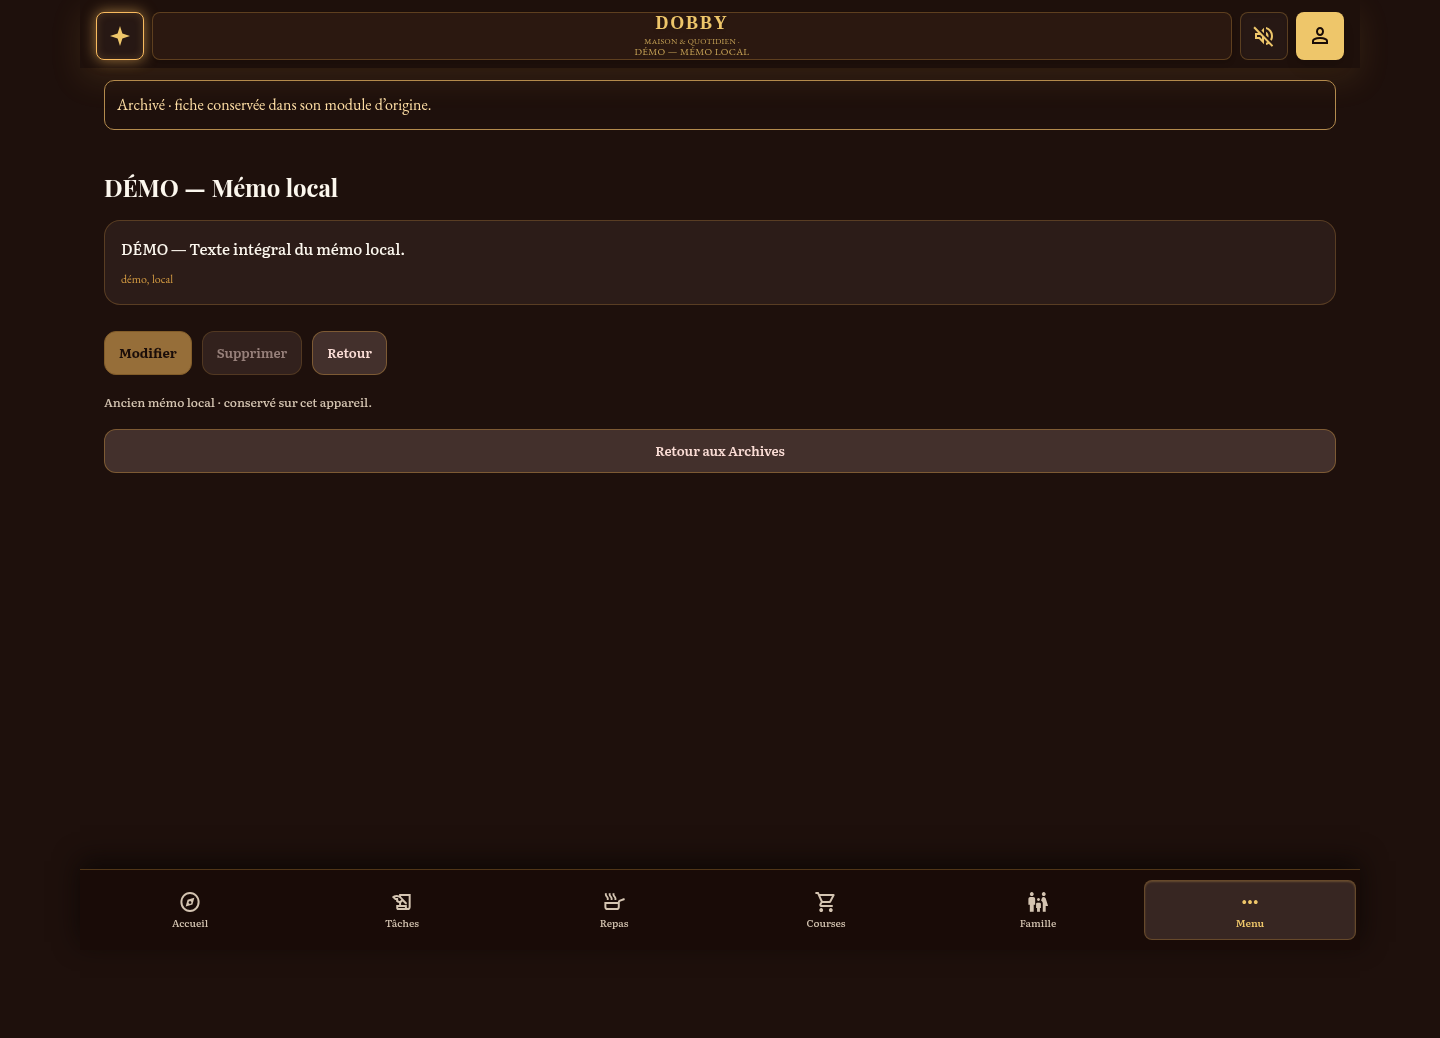 DOBBY
MAISON & QUOTIDIEN ·
DÉMO — MÉMO LOCAL
Archivé · fiche conservée dans son module d’origine.
DÉMO — Mémo local
DÉMO — Texte intégral du mémo local.
démo, local
Modifier
Supprimer
Retour
Ancien mémo local · conservé sur cet appareil.
Retour aux Archives
Accueil
Tâches
Repas
Courses
Famille
Menu